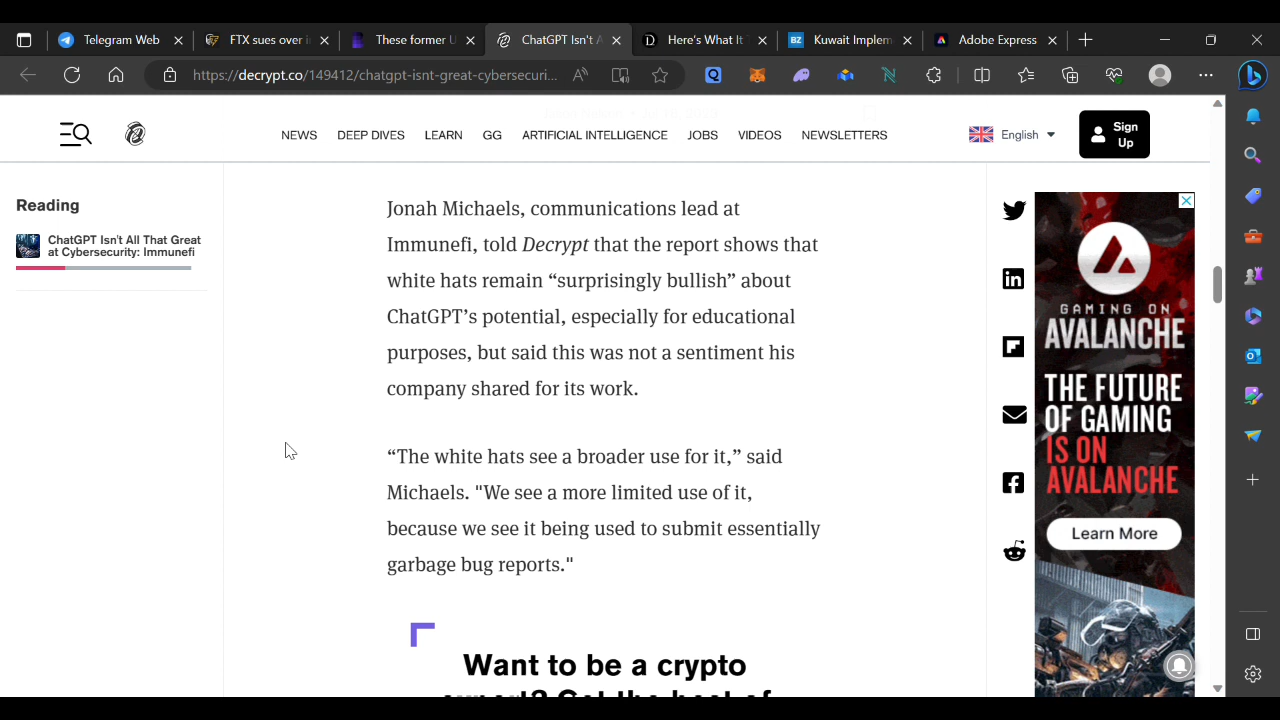 Telegram Web
FTX sues over i
These former U
ChatGPT Isn't A
Here's What It
Kuwait Implem
Adobe Express
https://decrypt.co/149412/chatgpt-isnt-great-cybersecuri...
NEWS
DEEP DIVES
LEARN
GG
ARTIFICIAL INTELLIGENCE
JOBS
VIDEOS
NEWSLETTERS
English
Sign
Up
Reading
ChatGPT Isn't All That Great
at Cybersecurity: Immunefi
Jonah Michaels, communications lead at
Immunefi, told Decrypt that the report shows that
white hats remain “surprisingly bullish” about
ChatGPT’s potential, especially for educational
purposes, but said this was not a sentiment his
company shared for its work.
“The white hats see a broader use for it,” said
Michaels. "We see a more limited use of it,
because we see it being used to submit essentially
garbage bug reports."
Want to be a crypto
expert? Get the best of
GAMING ON
AVALANCHE
THE FUTURE
OF GAMING
IS ON
AVALANCHE
Learn More